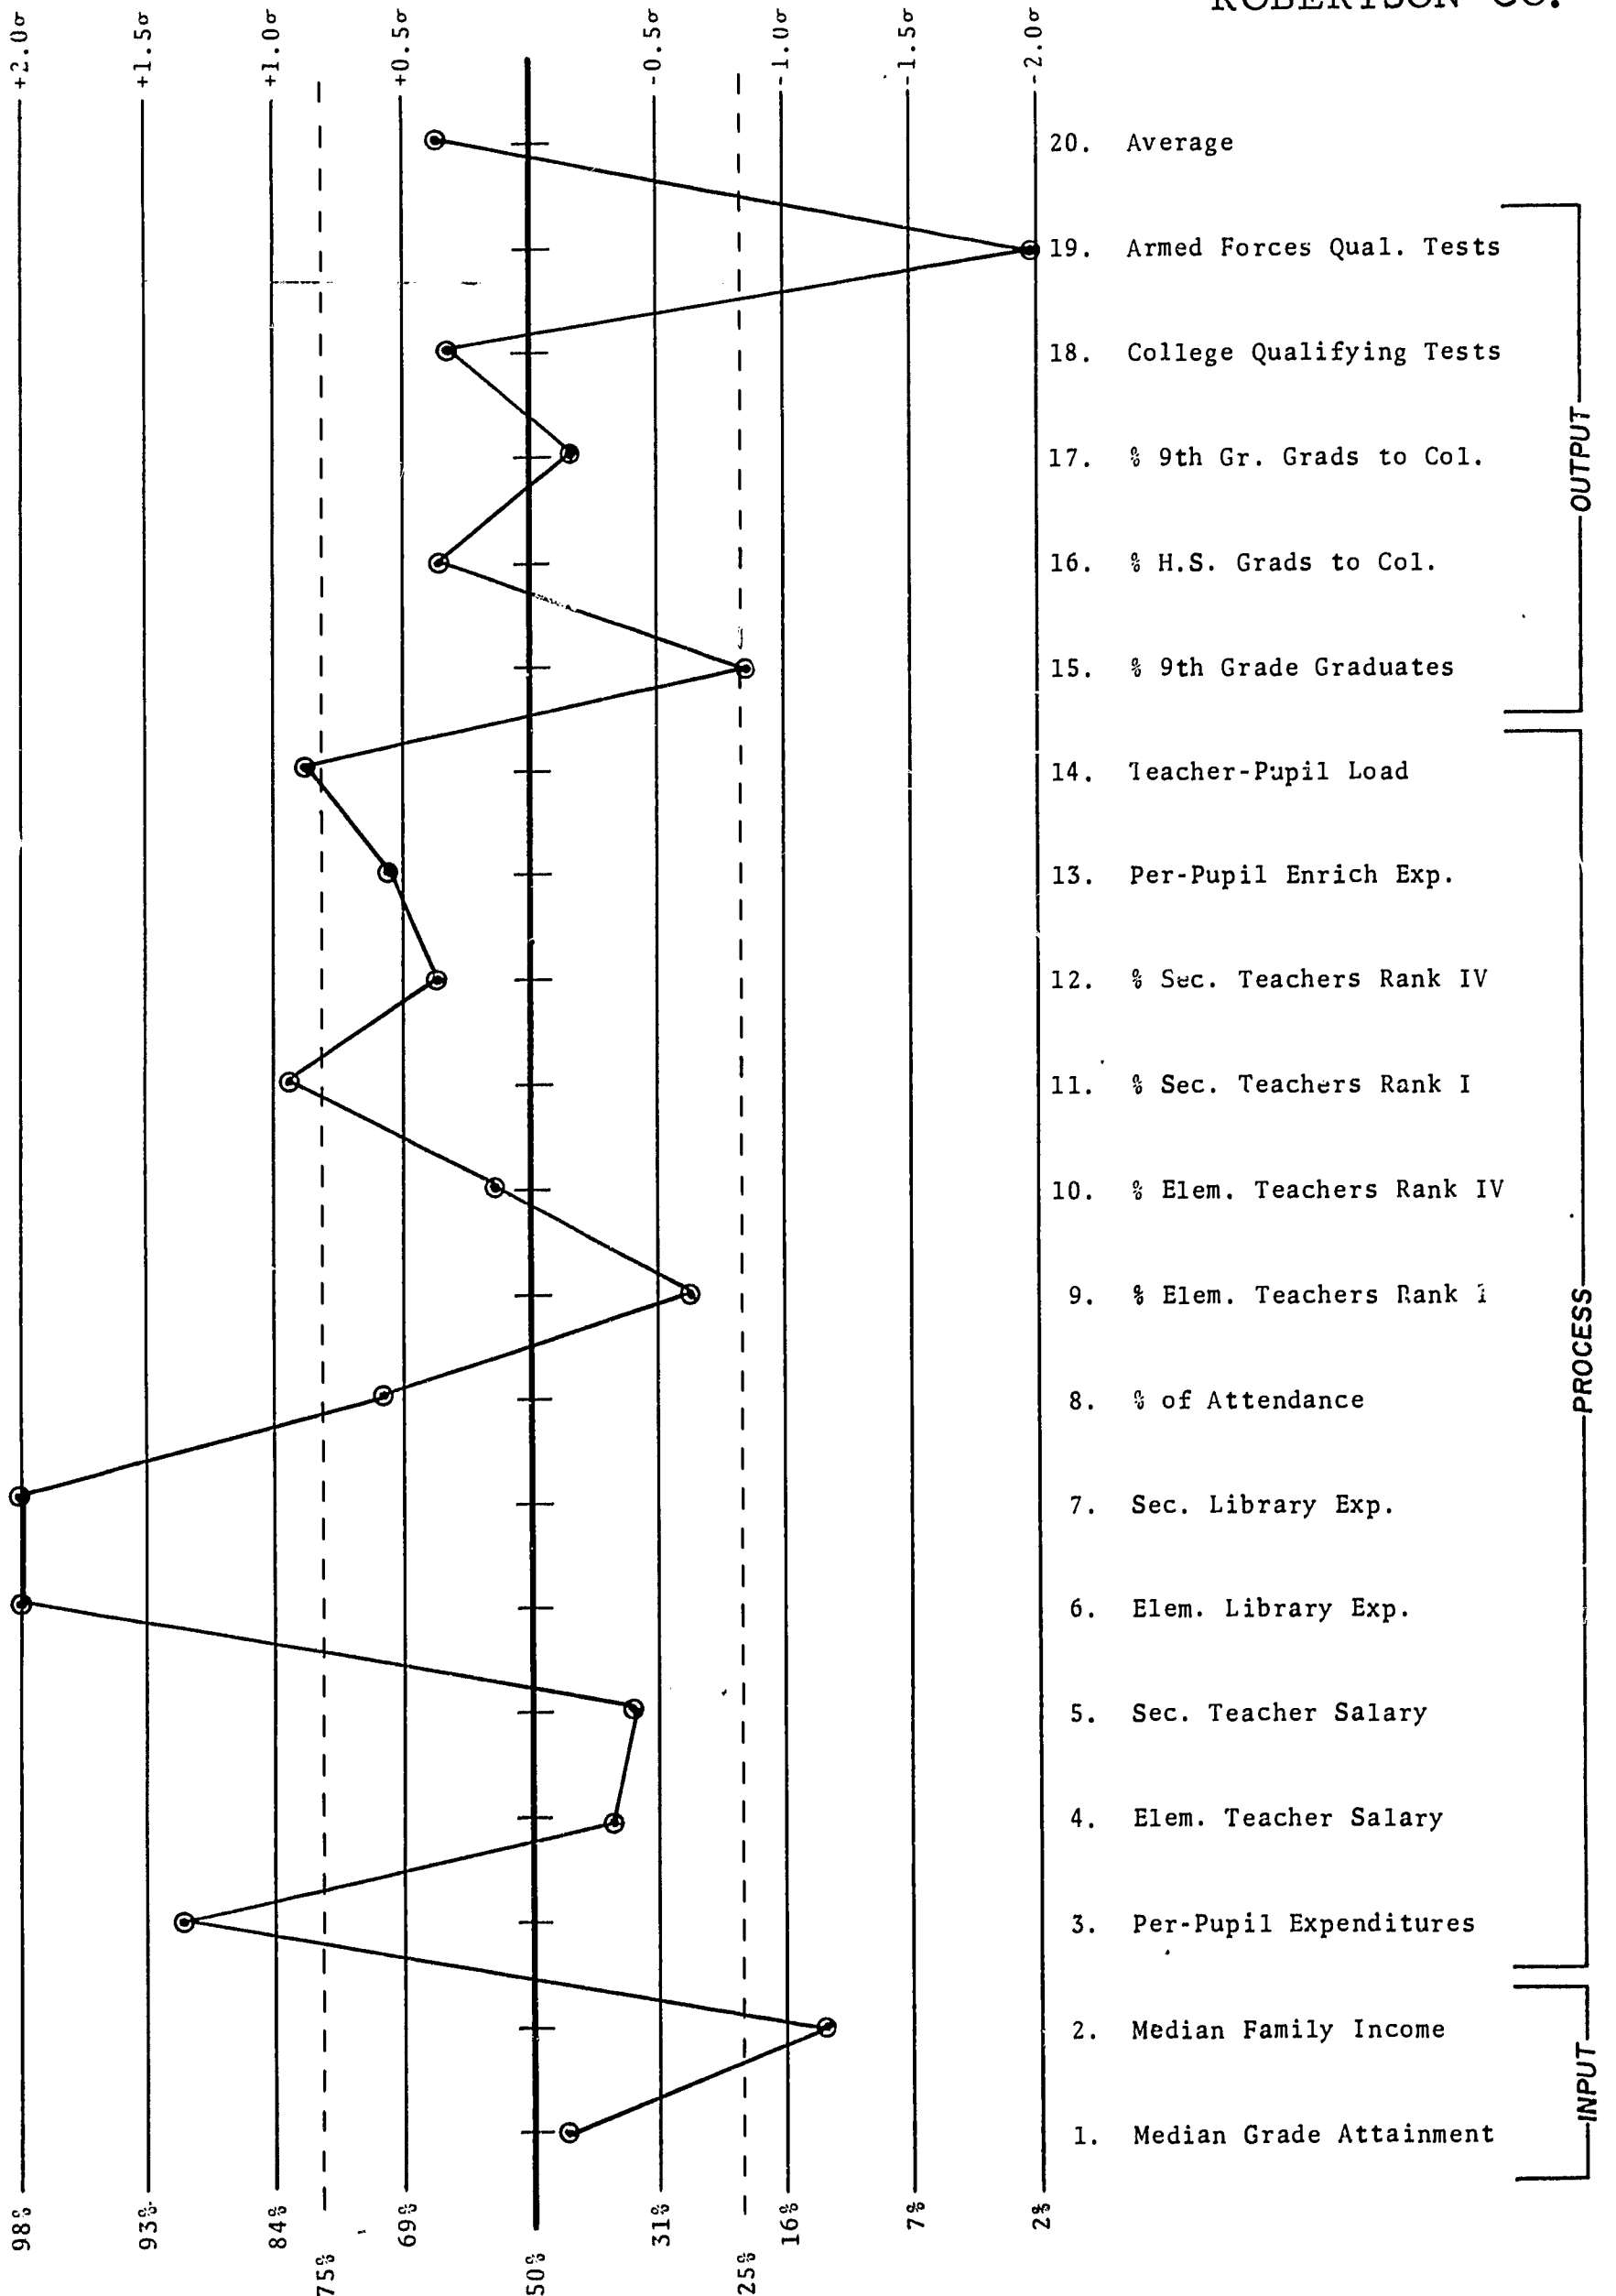 ROBERTSON CO.
+2.0σ
+1.5σ
+1.0σ
+0.5σ
-0.5σ
-1.0σ
-1.5σ
-2.0σ
20. Average
19. Armed Forces Qual. Tests
18. College Qualifying Tests
17. % 9th Gr. Grads to Col.
16. % H.S. Grads to Col.
15. % 9th Grade Graduates
OUTPUT
14. Teacher-Pupil Load
13. Per-Pupil Enrich Exp.
12. % Sec. Teachers Rank IV
11. % Sec. Teachers Rank I
10. % Elem. Teachers Rank IV
9. % Elem. Teachers Rank I
8. % of Attendance
7. Sec. Library Exp.
6. Elem. Library Exp.
5. Sec. Teacher Salary
4. Elem. Teacher Salary
3. Per-Pupil Expenditures
PROCESS
2. Median Family Income
1. Median Grade Attainment
INPUT
98%
93%
84%
75%
69%
50%
31%
25%
16%
7%
2%